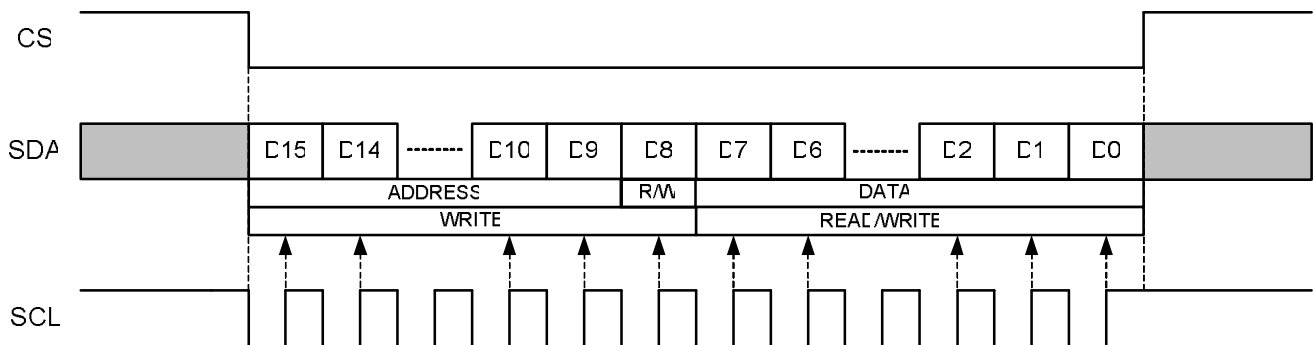 CS
SDA D15 D14 D10 D9 D8 D7 D6 D2 D1 D0
ADDRESS R/W DATA
WRITE READ/WRITE
SCL